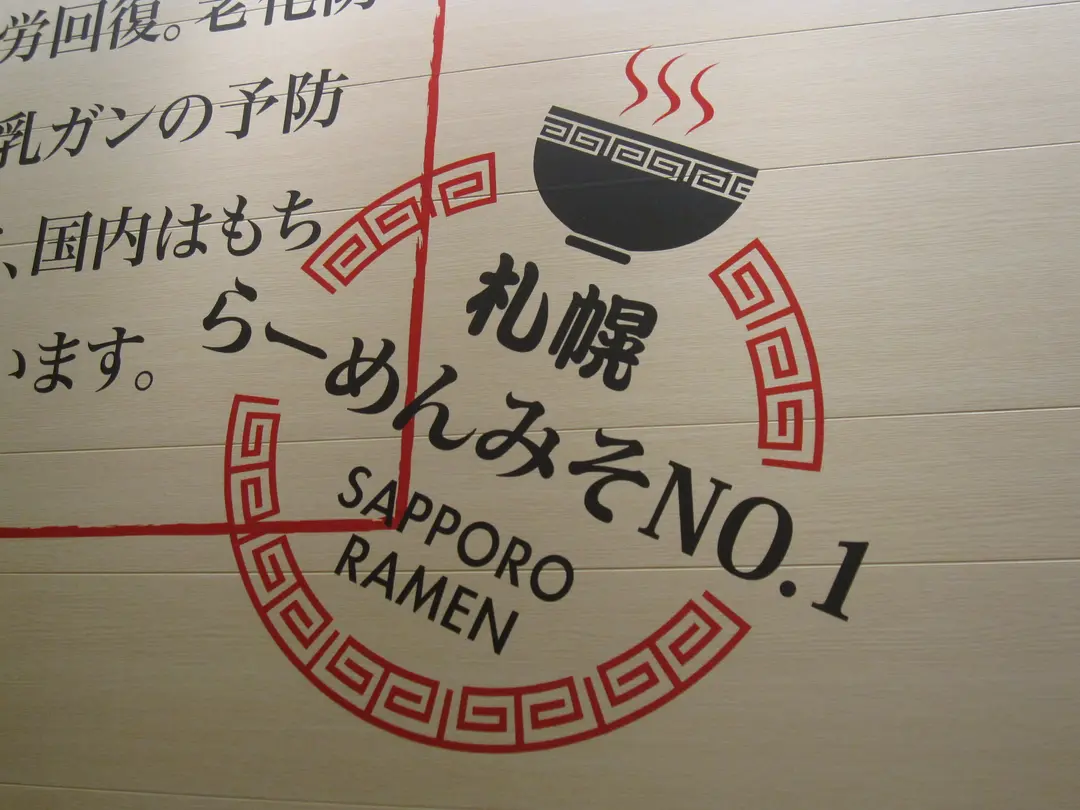 労回復。老化防
乳ガンの予防
、国内はもち
います。
札幌
らーめんみそNO.1
SAPPORO
RAMEN